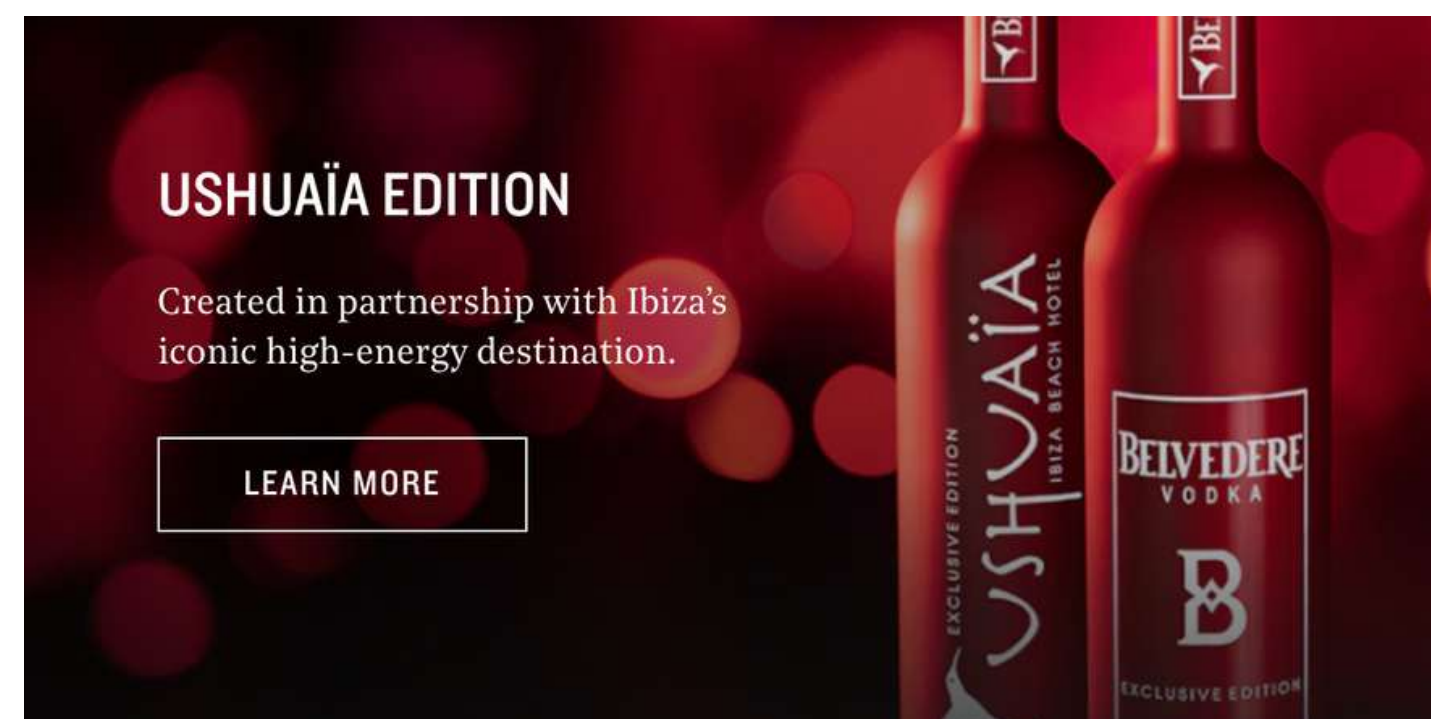 USHUAÏA EDITION
Created in partnership with Ibiza’s
iconic high-energy destination.
LEARN MORE
EXCLUSIVE EDITION
USHUAÏA
IBIZA BEACH HOTEL
BELVEDERE
VODKA
B
EXCLUSIVE EDITION